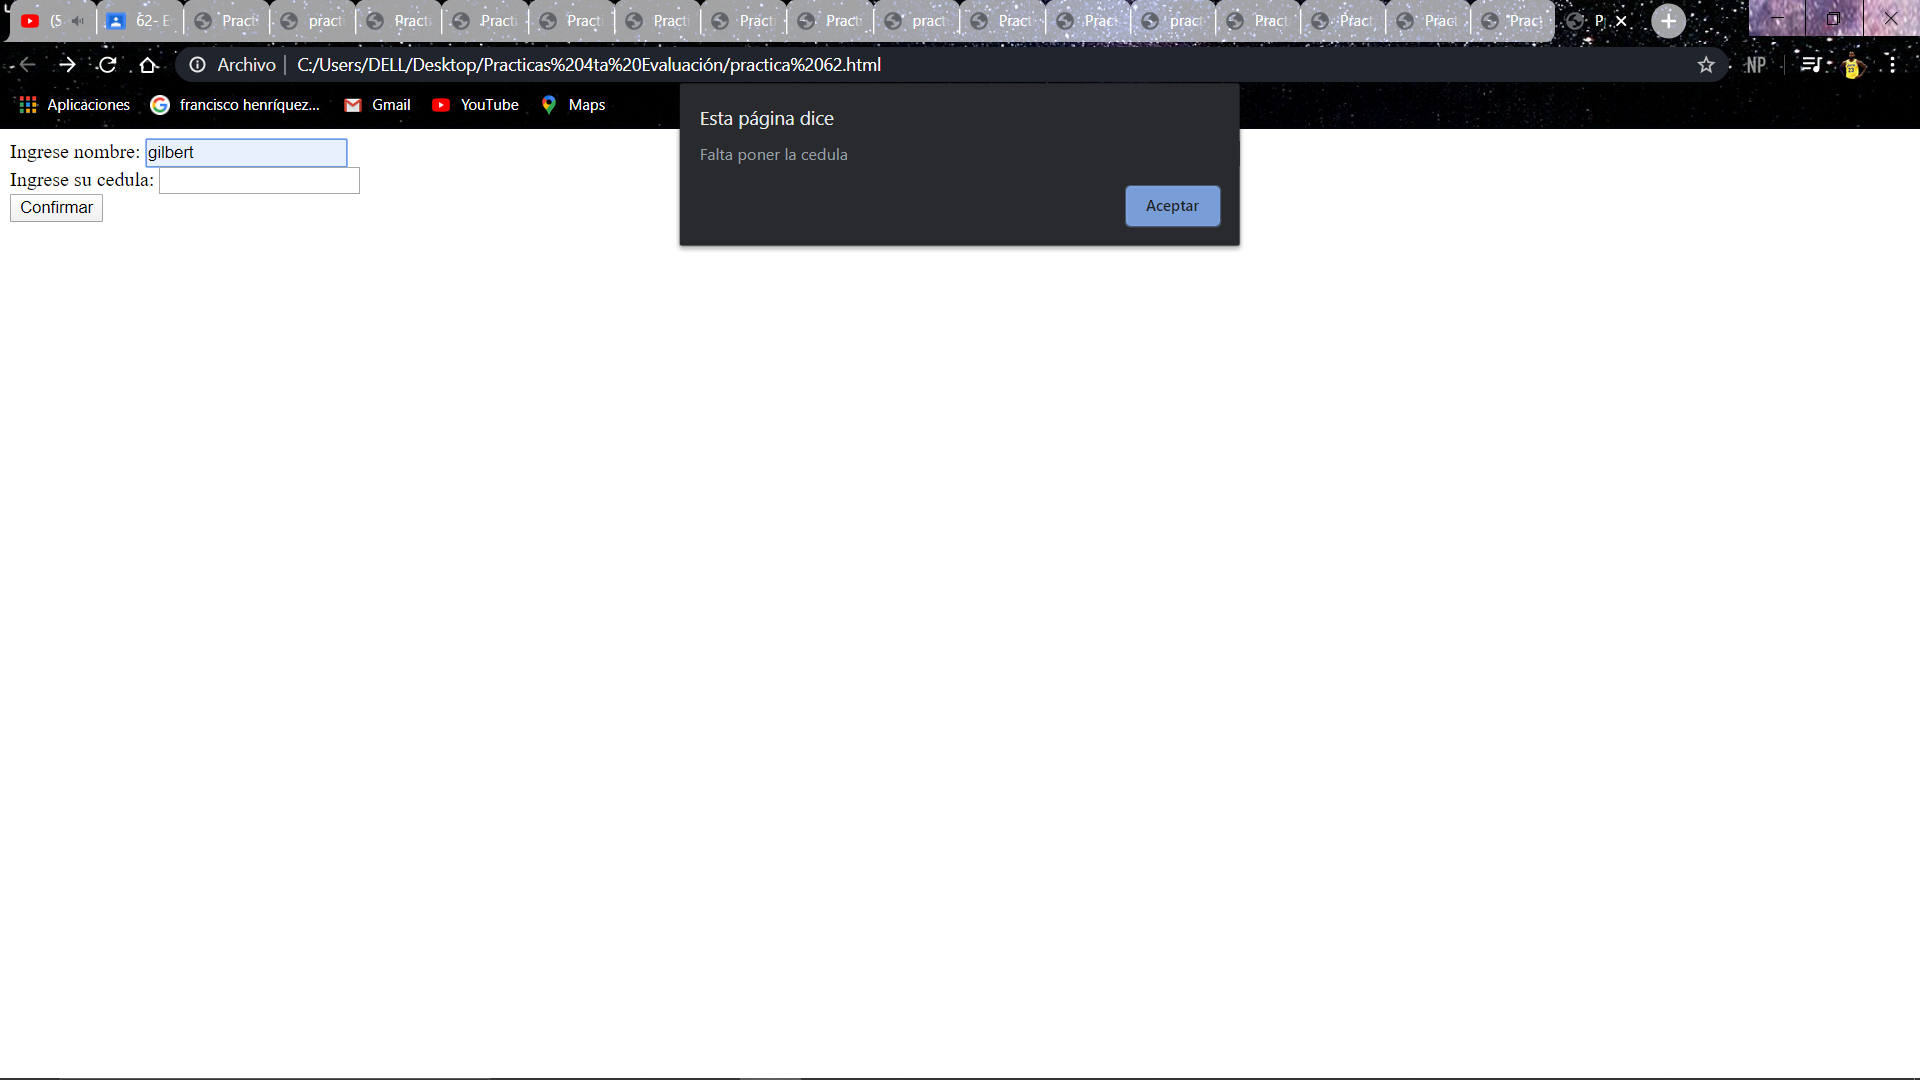 (5
62- E
Practi
practi
Practi
Practi
Practi
Practi
Practi
Practi
practi
Practi
Practi
practi
Practi
Practi
Practi
Practi
P
Archivo
C:/Users/DELL/Desktop/Practicas%204ta%20Evaluación/practica%2062.html
NP
Aplicaciones
francisco henríquez...
Gmail
YouTube
Maps
Esta página dice
Falta poner la cedula
Aceptar
Ingrese nombre: gilbert
Ingrese su cedula:
Confirmar